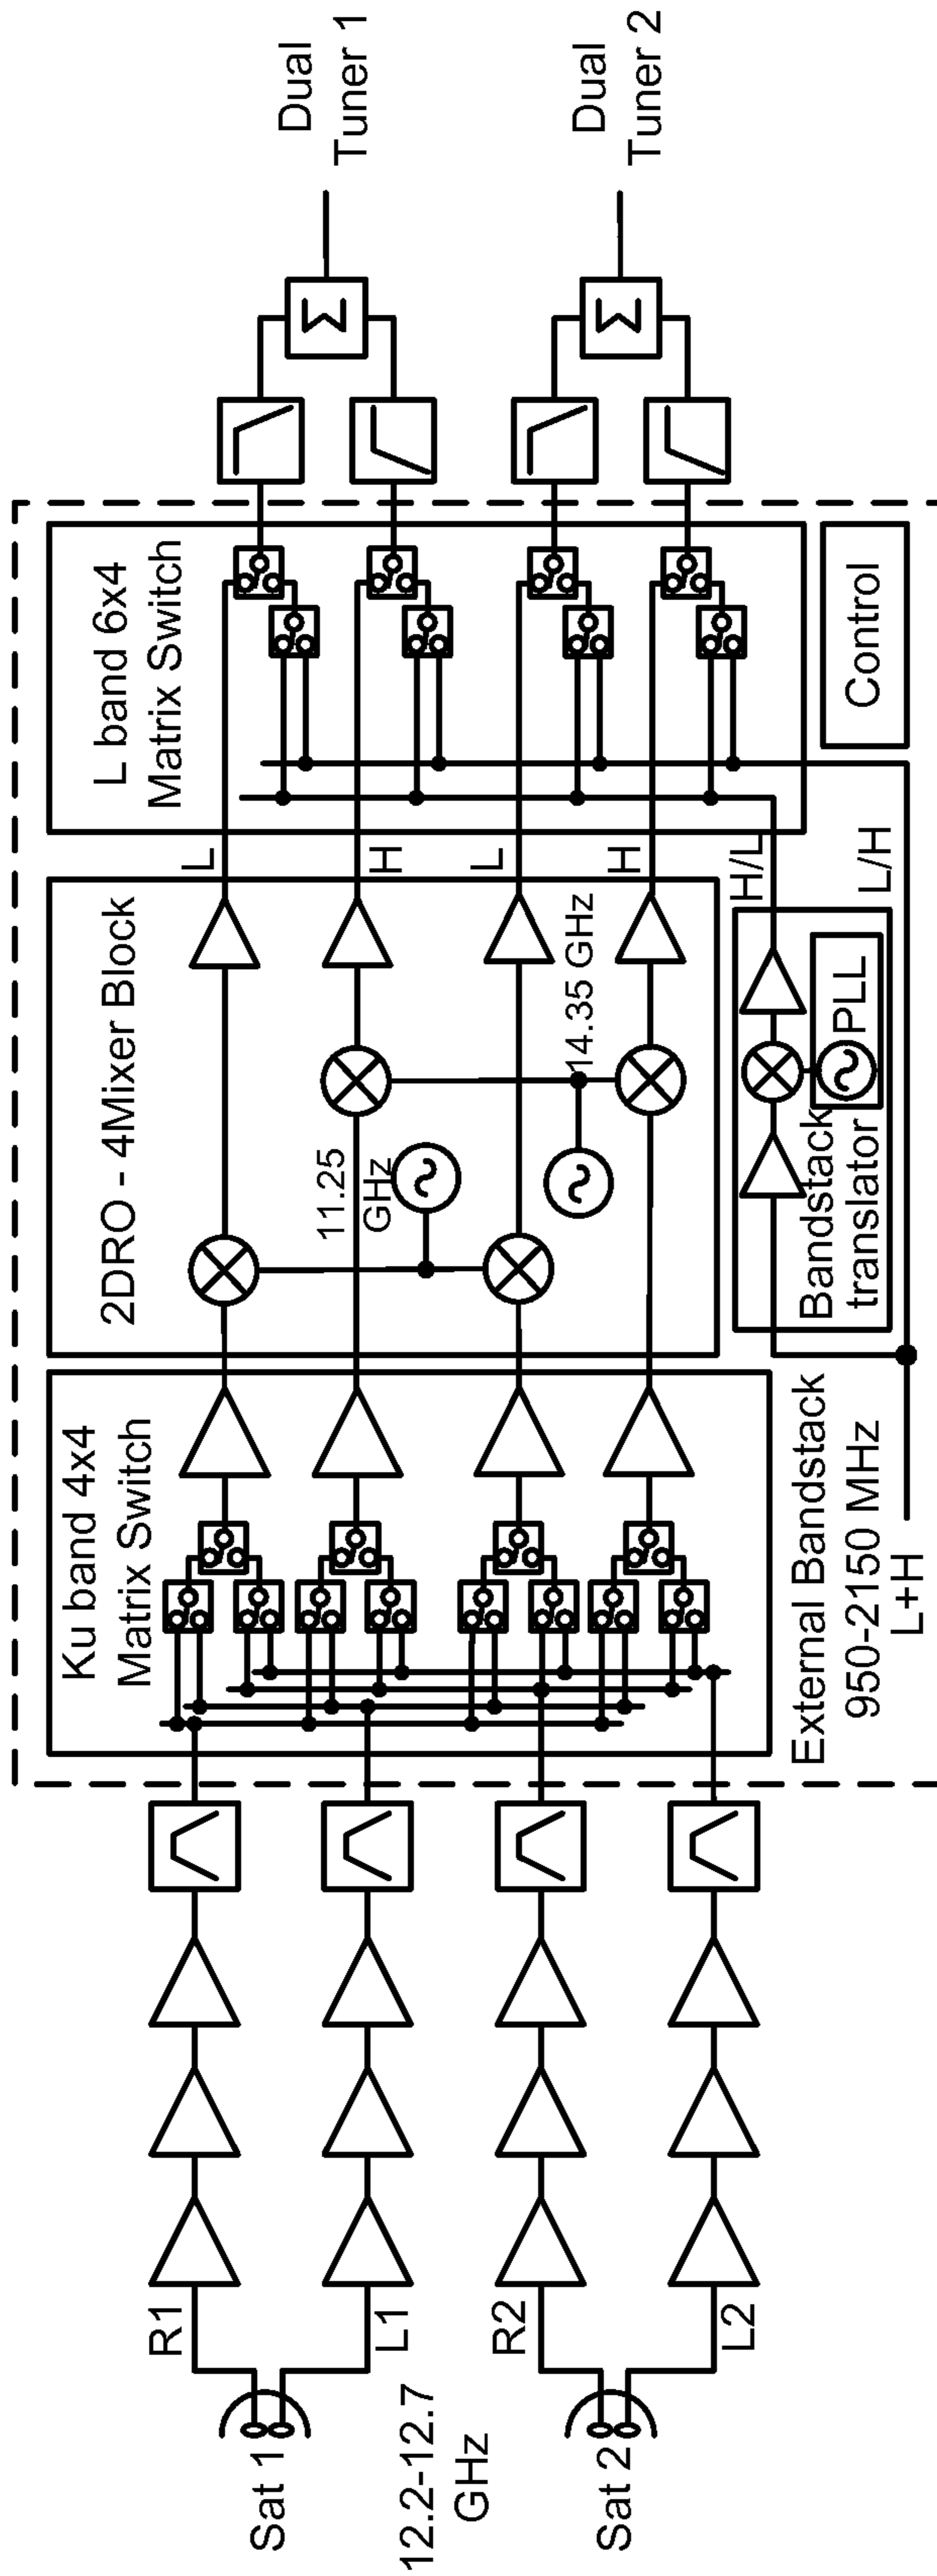 Sat 1
R1
L1
12.2-12.7
GHz
Sat 2
R2
L2
Ku band 4x4
Matrix Switch
External Bandstack
950-2150 MHz
L+H
2DRO - 4Mixer Block
11.25
GHz
14.35 GHz
Bandstack
translator
PLL
L
H
L
H
H/L
L/H
L band 6x4
Matrix Switch
Control
Σ
Dual
Tuner 1
Σ
Dual
Tuner 2